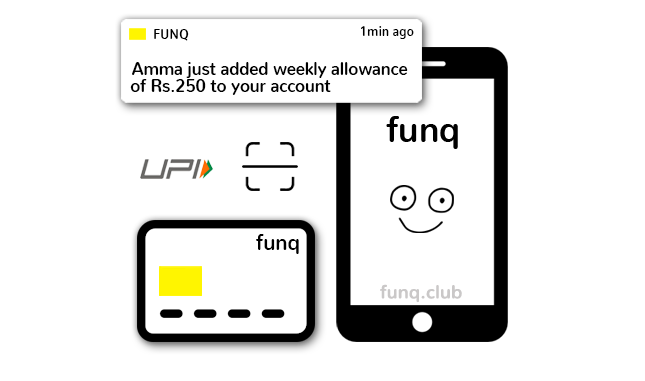 FUNQ
1min ago
Amma just added weekly allowance
of Rs.250 to your account
funq
UPI
funq
funq.club